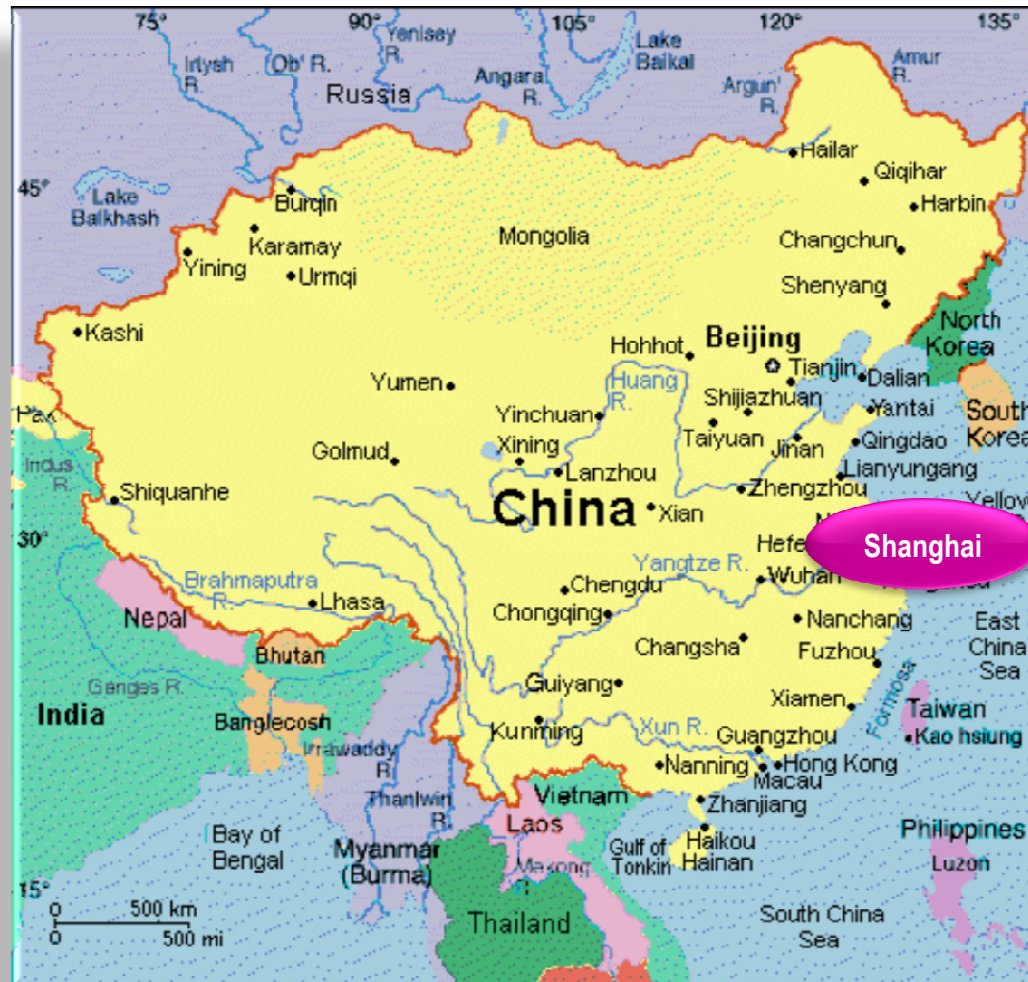 75°
90°
105°
120°
135°
Irtysh
R.
Ob' R.
Yenisey
R.
Angara
R.
Lake
Baikal
Argun'
R.
Amur
R.
Russia
Hailar
Qiqihar
45°
Lake
Balkhash
Burqin
Harbin
Karamay
Mongolia
Changchun
Yining
Urmqi
Shenyang
Kashi
North
Korea
Hohhot
Beijing
Tianjin
Dalian
Yumen
Huang
R.
Shijiazhuan
Yinchuan
Yantai
South
Korea
Pax
Taiyuan
Jinan
Qingdao
Golmud
Xining
Lanzhou
Lianyungang
Indus
R.
Shiquanhe
Zhengzhou
China
Xian
30°
Hefe
Shanghai
Yangtze R.
Wuhan
Brahmaputra
R.
Lhasa
Chengdu
Chongqing
Nepal
Nanchang
East
China
Sea
Changsha
Fuzhou
Bhutan
Ganges R.
Guiyang
Formosa
Xiamen
India
Banglecosh
Kunming
Xun R.
Taiwan
Kao hsiung
Irrawaddy
R.
Guangzhou
Nanning
Hong Kong
Macau
Thanlwin
R.
Vietnam
Zhanjiang
Laos
Bay of
Bengal
Myanmar
(Burma)
Mekong
R.
Gulf of
Tonkin
Haikou
Hainan
Philippines
Luzon
15°
0 500 km
0 500 mi
Thailand
South China
Sea